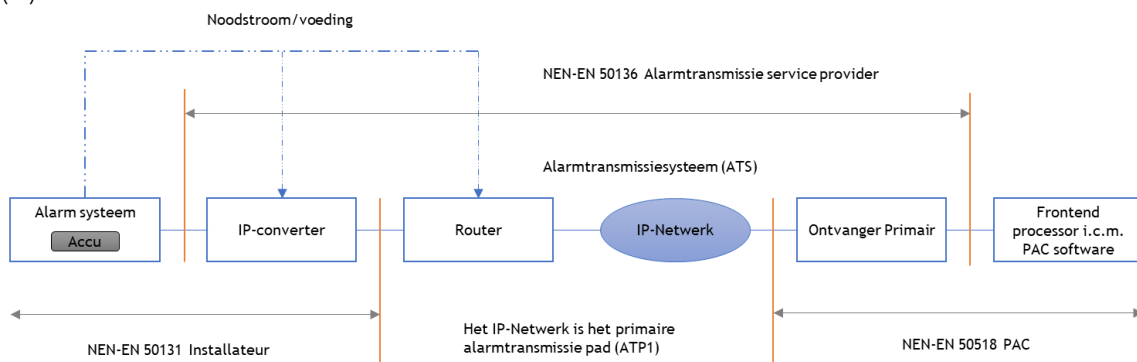 Noodstroom/voeding
NEN-EN 50136 Alarmtransmissie service provider
Alarmtransmissiesysteem (ATS)
Alarm systeem
Accu
IP-converter
Router
IP-Netwerk
Ontvanger Primair
Frontend
processor i.c.m.
PAC software
NEN-EN 50131 Installateur
Het IP-Netwerk is het primaire
alarmtransmissie pad (ATP1)
NEN-EN 50518 PAC